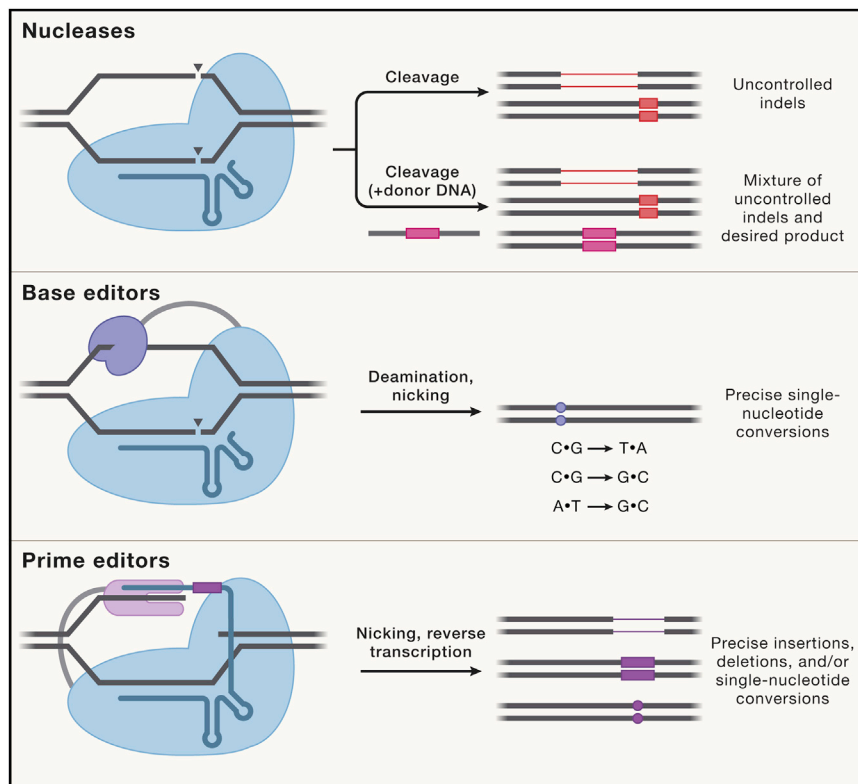 Nucleases
Cleavage
Uncontrolled
indels
Cleavage
(+donor DNA)
Mixture of
uncontrolled
indels and
desired product
Base editors
Deamination,
nicking
Precise single-
nucleotide
conversions
C•G → T•A
C•G → G•C
A•T → G•C
Prime editors
Nicking, reverse
transcription
Precise insertions,
deletions, and/or
single-nucleotide
conversions